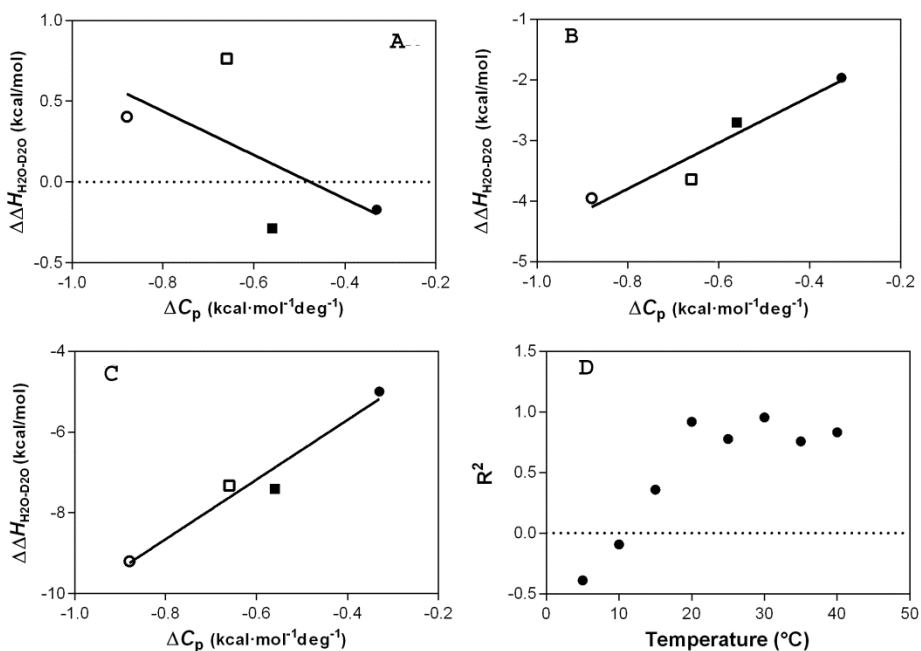 A
1.0
0.5
0.0
-0.5
-1.0 -0.8 -0.6 -0.4 -0.2
ΔΔH_H2O-D2O (kcal/mol)
ΔCp (kcal·mol⁻¹deg⁻¹)
B
-1
-2
-3
-4
-5
-1.0 -0.8 -0.6 -0.4 -0.2
ΔΔH_H2O-D2O (kcal/mol)
ΔCp (kcal·mol⁻¹deg⁻¹)
C
-4
-6
-8
-10
-1.0 -0.8 -0.6 -0.4 -0.2
ΔΔH_H2O-D2O (kcal/mol)
ΔCp (kcal·mol⁻¹deg⁻¹)
D
1.5
1.0
0.5
0.0
-0.5
0 10 20 30 40 50
R²
Temperature (°C)